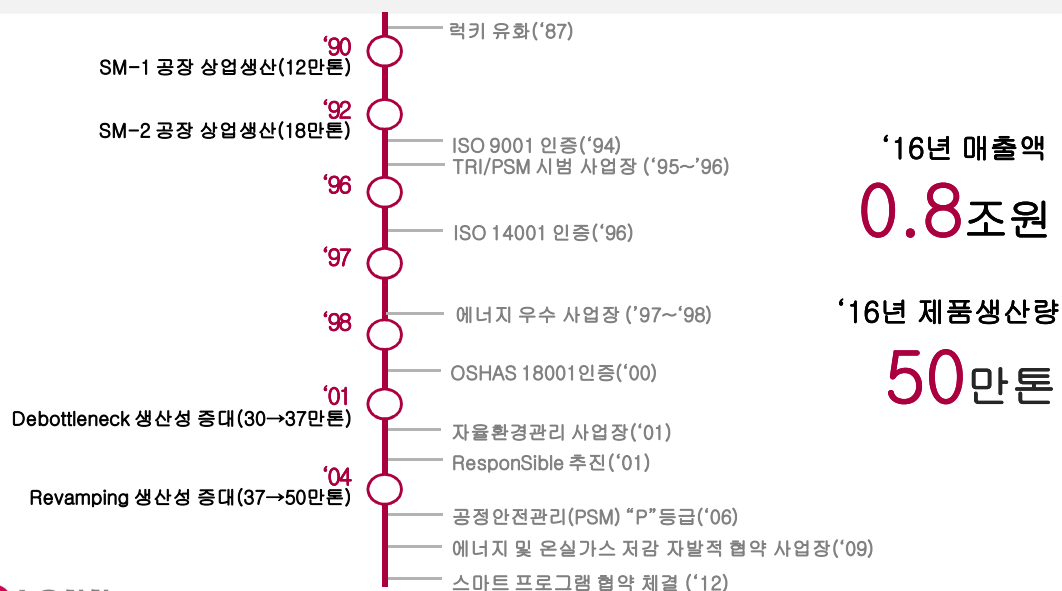 럭키 유화(‘87)
‘90
SM-1 공장 상업생산(12만톤)
‘92
SM-2 공장 상업생산(18만톤)
ISO 9001 인증(‘94)
TRI/PSM 시범 사업장 (‘95~’96)
‘96
ISO 14001 인증(‘96)
‘97
에너지 우수 사업장 (’97~‘98)
‘98
OSHAS 18001인증(‘00)
‘01
Debottleneck 생산성 증대(30→37만톤)
자율환경관리 사업장(‘01)
ResponSible 추진(‘01)
‘04
Revamping 생산성 증대(37→50만톤)
공정안전관리(PSM) “P”등급(‘06)
에너지 및 온실가스 저감 자발적 협약 사업장(‘09)
스마트 프로그램 협약 체결 (‘12)
‘16년 매출액
0.8조원
‘16년 제품생산량
50만톤